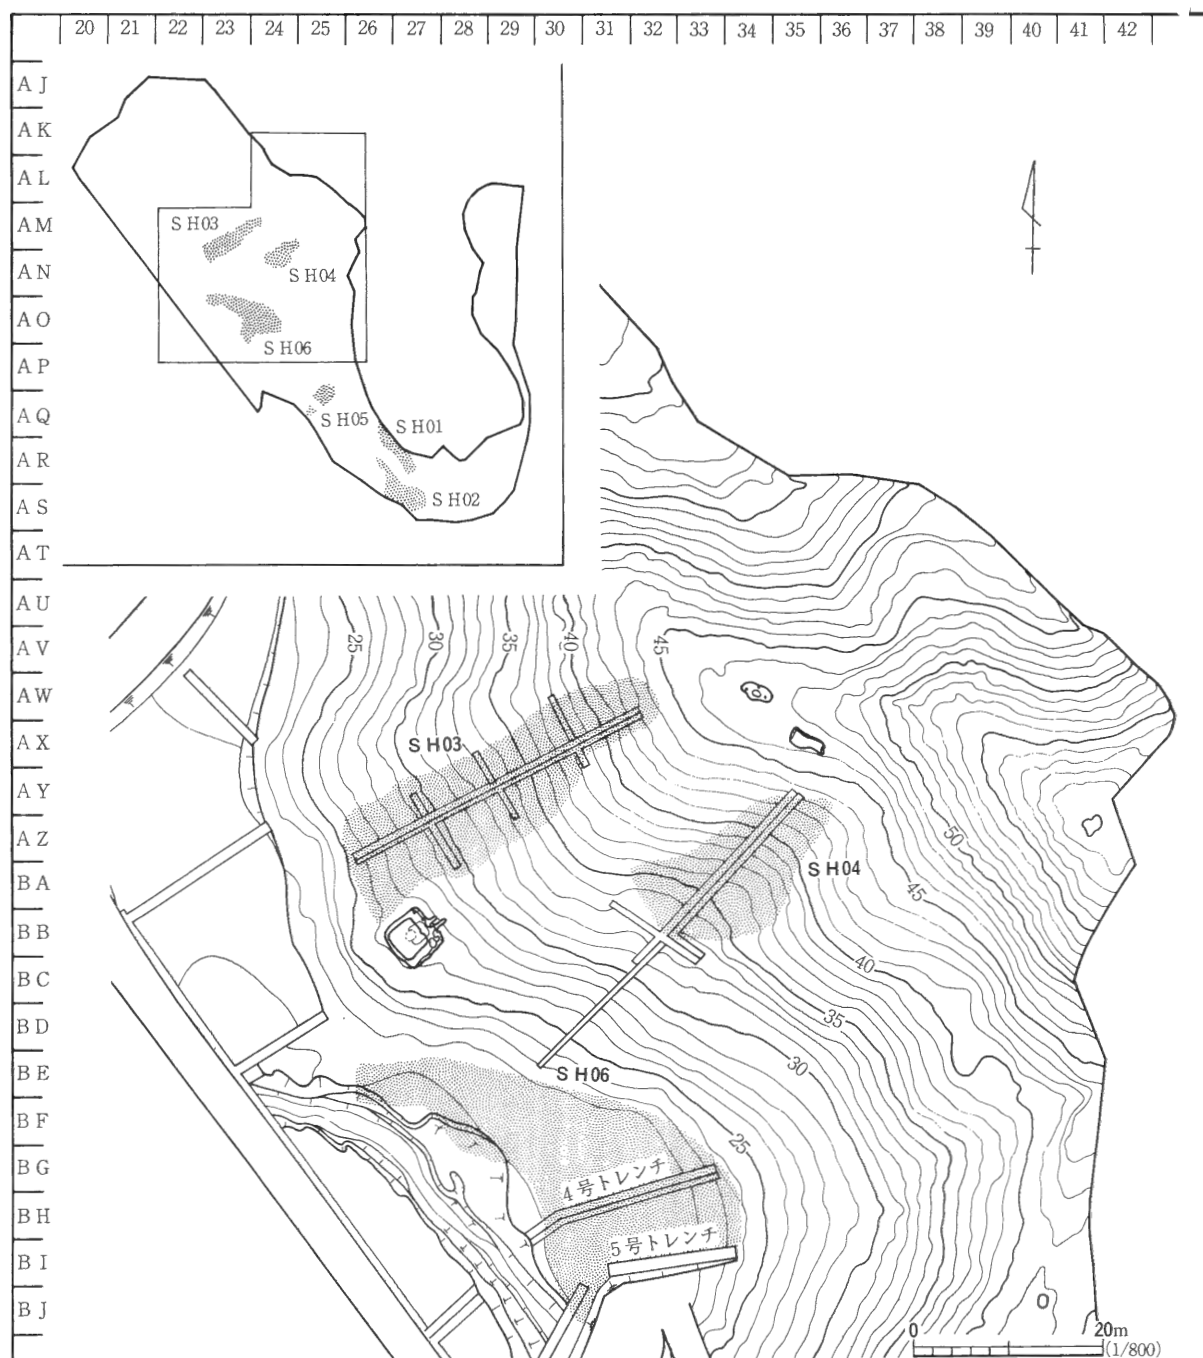 20 21 22 23 24 25 26 27 28 29 30 31 32 33 34 35 36 37 38 39 40 41 42
AJ
AK
AL
AM
AN
AO
AP
AQ
AR
AS
AT
AU
AV
AW
AX
AY
AZ
BA
BB
BC
BD
BE
BF
BG
BH
BI
BJ
SH03
SH04
SH06
SH05
SH01
SH02
25
30
35
40
45
SH03
SH04
50
45
40
35
30
25
SH06
4号トレンチ
5号トレンチ
0 20m
(1/800)